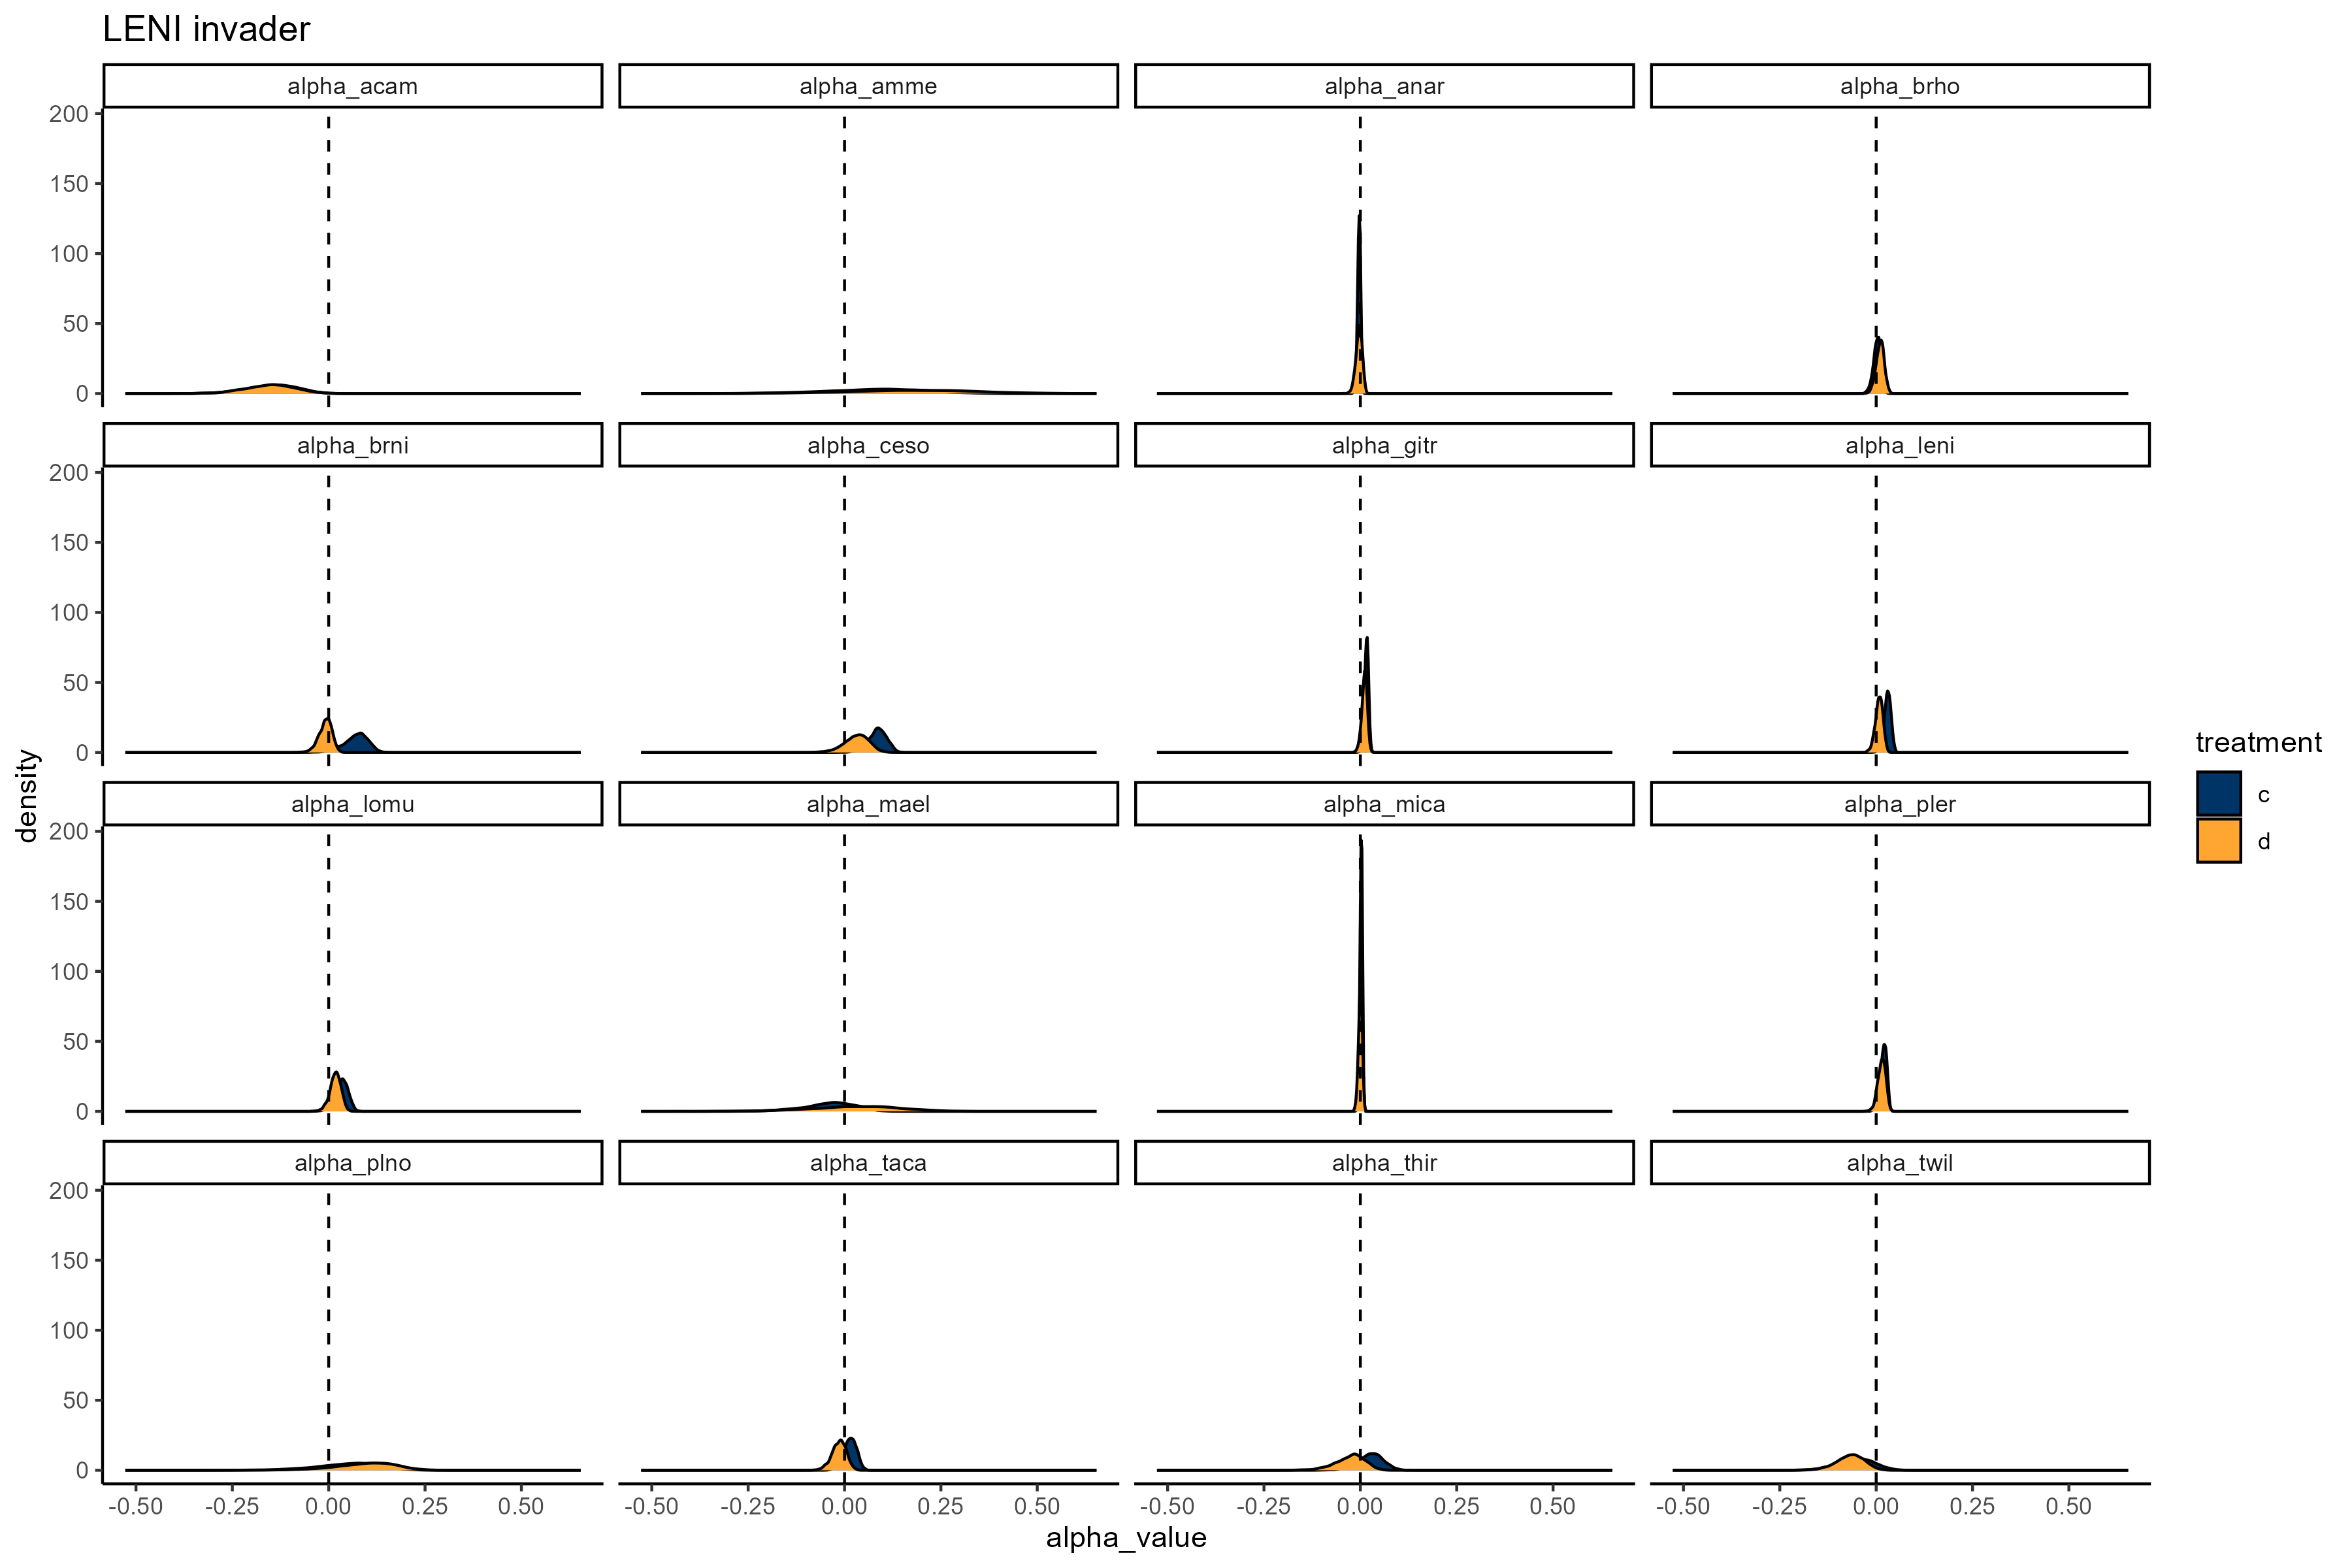 LENI invader
alpha_acam alpha_amme alpha_anar alpha_brho
200
150
100
50
0
alpha_brni alpha_ceso alpha_gitr alpha_leni
200
150
100
50
0
alpha_lomu alpha_mael alpha_mica alpha_pler
200
150
100
50
0
alpha_plno alpha_taca alpha_thir alpha_twil
200
150
100
50
0
-0.50 -0.25 0.00 0.25 0.50 -0.50 -0.25 0.00 0.25 0.50 -0.50 -0.25 0.00 0.25 0.50 -0.50 -0.25 0.00 0.25 0.50
alpha_value
density
treatment
c
d